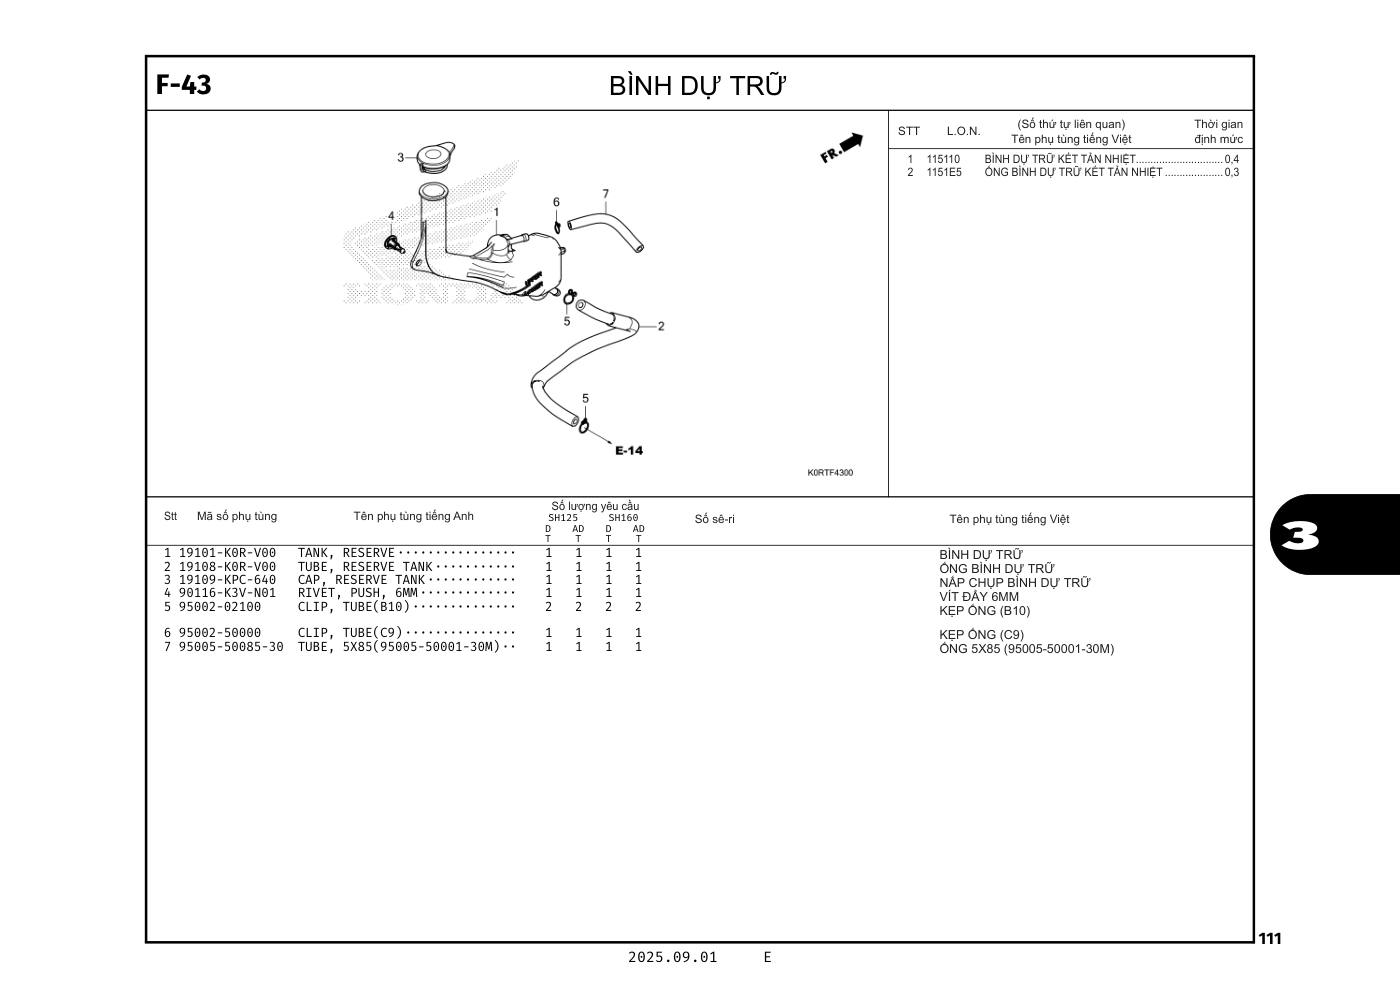 F-43
BÌNH DỰ TRỮ
3
4
1
6
7
5
2
5
E-14
FR.
HONDA
K0RTF4300
STT L.O.N. (Số thứ tự liên quan) Tên phụ tùng tiếng Việt Thời gian định mức
1 115110 BÌNH DỰ TRỮ KÉT TẢN NHIỆT.............................. 0,4
2 1151E5 ỐNG BÌNH DỰ TRỮ KÉT TẢN NHIỆT .................... 0,3
Stt Mã số phụ tùng Tên phụ tùng tiếng Anh Số lượng yêu cầu Số sê-ri Tên phụ tùng tiếng Việt
SH125 SH160
D AD D AD
T T T T
1 19101-K0R-V00 TANK, RESERVE················ 1 1 1 1 BÌNH DỰ TRỮ
2 19108-K0R-V00 TUBE, RESERVE TANK··········· 1 1 1 1 ỐNG BÌNH DỰ TRỮ
3 19109-KPC-640 CAP, RESERVE TANK············ 1 1 1 1 NẮP CHỤP BÌNH DỰ TRỮ
4 90116-K3V-N01 RIVET, PUSH, 6MM············· 1 1 1 1 VÍT ĐẨY 6MM
5 95002-02100 CLIP, TUBE(B10)·············· 2 2 2 2 KẸP ỐNG (B10)
6 95002-50000 CLIP, TUBE(C9)··············· 1 1 1 1 KẸP ỐNG (C9)
7 95005-50085-30 TUBE, 5X85(95005-50001-30M)·· 1 1 1 1 ỐNG 5X85 (95005-50001-30M)
3
111
2025.09.01 E